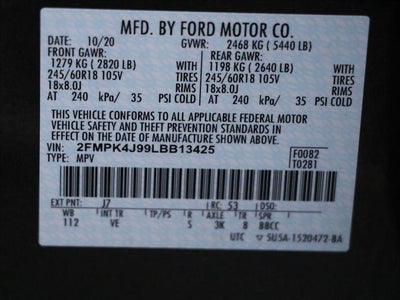 MFD. BY FORD MOTOR CO.
DATE: 10/20 GVWR: 2468 KG ( 5440 LB)
FRONT GAWR: REAR GAWR:
1279 KG ( 2820 LB) 1198 KG ( 2640 LB)
245/60R18 105V TIRES 245/60R18 105V TIRES
18x8.0J RIMS 18x8.0J RIMS
AT 240 kPa/ 35 PSI COLD AT 240 kPa/ 35 PSI COLD
THIS VEHICLE CONFORMS TO ALL APPLICABLE FEDERAL MOTOR
VEHICLE SAFETY AND THEFT PREVENTION STANDARDS IN
EFFECT ON THE DATE OF MANUFACTURE SHOWN ABOVE.
VIN: 2FMPK4J99LBB13425 F0082
TYPE: MPV T0281
EXT PNT: J7 RC: 53 DSO:
WB INT TR TP/PS R AXLE TR SPR
112 VE S 3K 8 BBCC
UTC 5U5A-1520472-BA